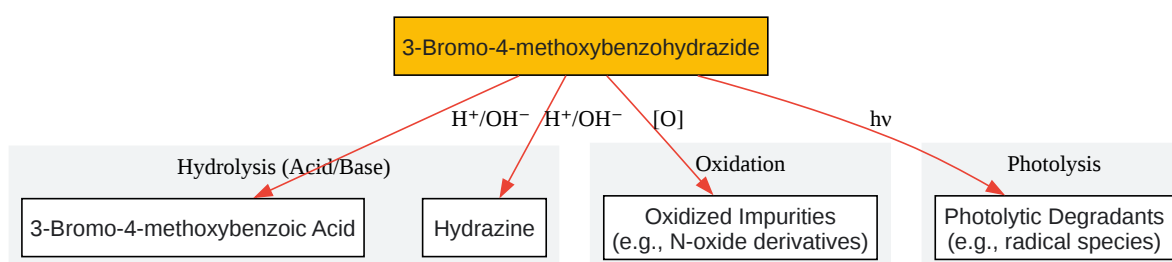 3-Bromo-4-methoxybenzohydrazide
H⁺/OH⁻
H⁺/OH⁻
[O]
hν
Hydrolysis (Acid/Base)
Oxidation
Photolysis
3-Bromo-4-methoxybenzoic Acid
Hydrazine
Oxidized Impurities
(e.g., N-oxide derivatives)
Photolytic Degradants
(e.g., radical species)